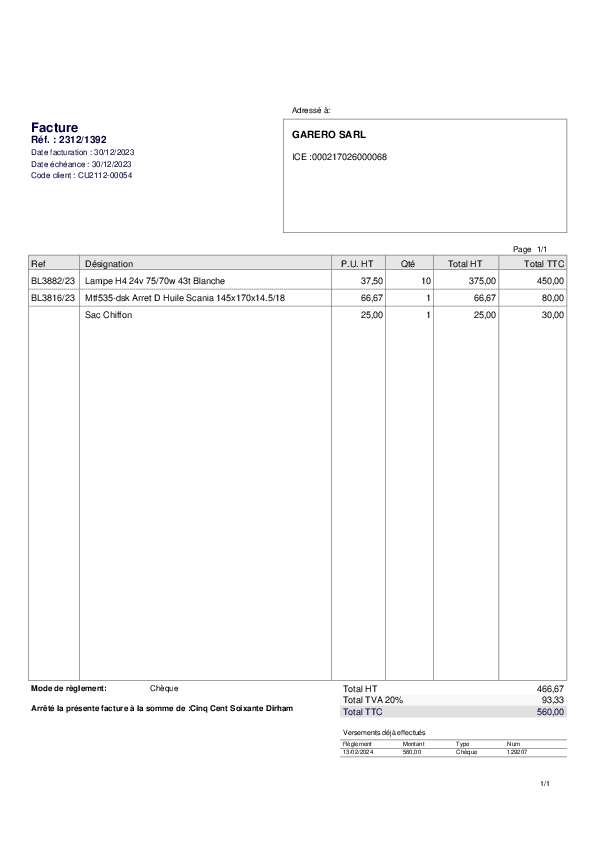 Adressé à:
Facture
Réf. : 2312/1392
Date facturation : 30/12/2023
Date échéance : 30/12/2023
Code client : CU2112-00054
GARERO SARL
ICE :000217026000068
Page 1/1
Ref Désignation P.U. HT Qté Total HT Total TTC
BL3882/23 Lampe H4 24v 75/70w 43t Blanche 37,50 10 375,00 450,00
BL3816/23 Mtf535-dsk Arret D Huile Scania 145x170x14.5/18 66,67 1 66,67 80,00
Sac Chiffon 25,00 1 25,00 30,00
Mode de règlement: Chèque
Arrêté la présente facture à la somme de :Cinq Cent Soixante Dirham
Total HT 466,67
Total TVA 20% 93,33
Total TTC 560,00
Versements déjà effectués
Règlement Montant Type Num
13/02/2024 560,00 Chèque 129207
1/1